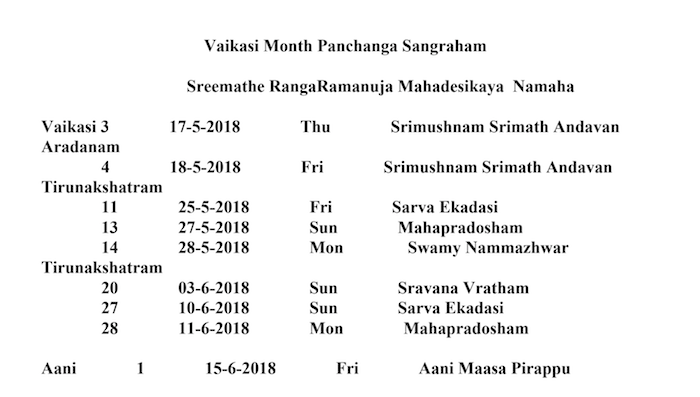 Vaikasi Month Panchanga Sangraham
Sreemathe RangaRamanuja Mahadesikaya Namaha
Vaikasi 3 17-5-2018 Thu Srimushnam Srimath Andavan
Aradanam
4 18-5-2018 Fri Srimushnam Srimath Andavan
Tirunakshatram
11 25-5-2018 Fri Sarva Ekadasi
13 27-5-2018 Sun Mahapradosham
14 28-5-2018 Mon Swamy Nammazhwar
Tirunakshatram
20 03-6-2018 Sun Sravana Vratham
27 10-6-2018 Sun Sarva Ekadasi
28 11-6-2018 Mon Mahapradosham
Aani 1 15-6-2018 Fri Aani Maasa Pirappu